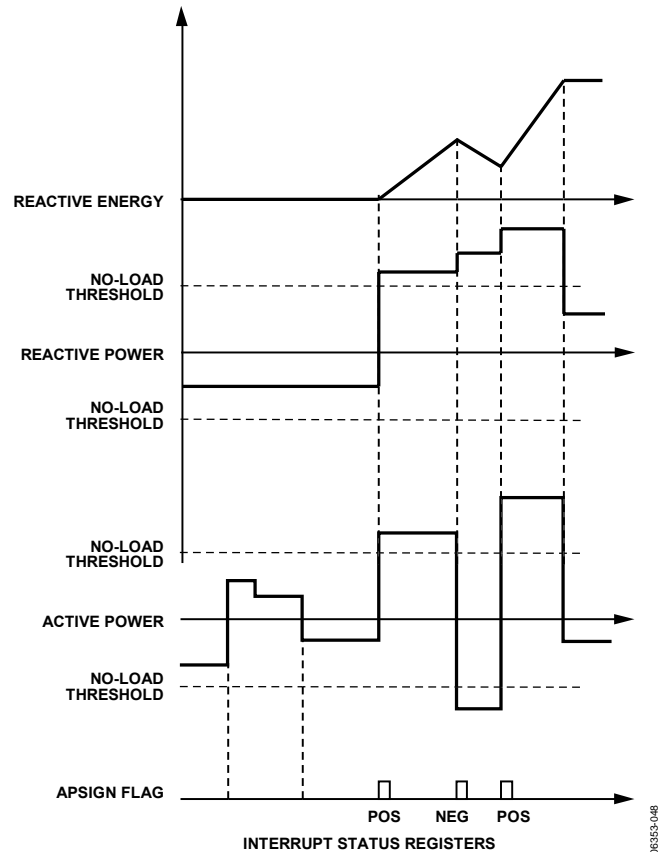 REACTIVE ENERGY
NO-LOAD
THRESHOLD
REACTIVE POWER
NO-LOAD
THRESHOLD
NO-LOAD
THRESHOLD
ACTIVE POWER
NO-LOAD
THRESHOLD
APSIGN FLAG
POS NEG POS
INTERRUPT STATUS REGISTERS
06353-048